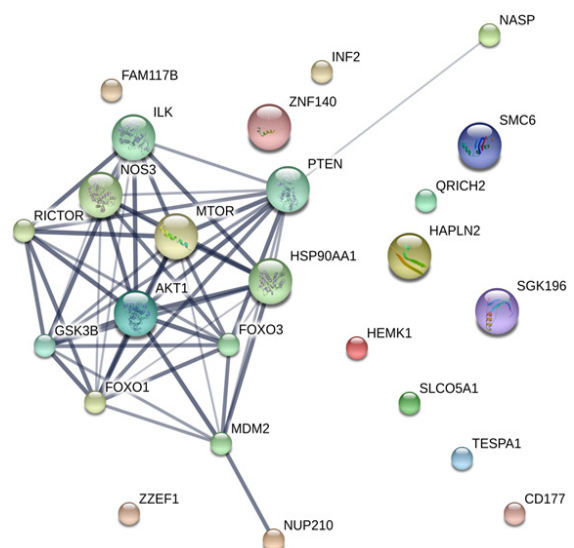 NASP
INF2
FAM117B
ILK
ZNF140
SMC6
NOS3
PTEN
QRICH2
RICTOR
MTOR
HAPLN2
HSP90AA1
SGK196
AKT1
GSK3B
FOXO3
HEMK1
FOXO1
SLCO5A1
MDM2
TESPA1
ZZEF1
NUP210
CD177